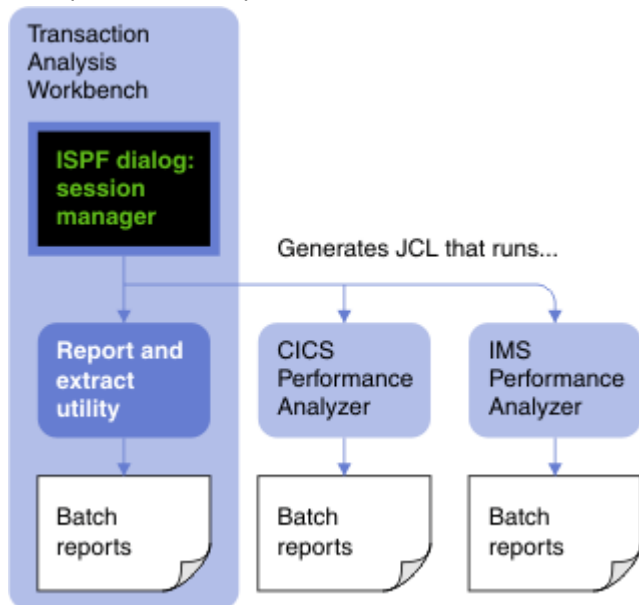 Transaction
Analysis
Workbench
ISPF dialog:
session
manager
Generates JCL that runs...
Report and
extract
utility
CICS
Performance
Analyzer
IMS
Performance
Analyzer
Batch
reports
Batch
reports
Batch
reports